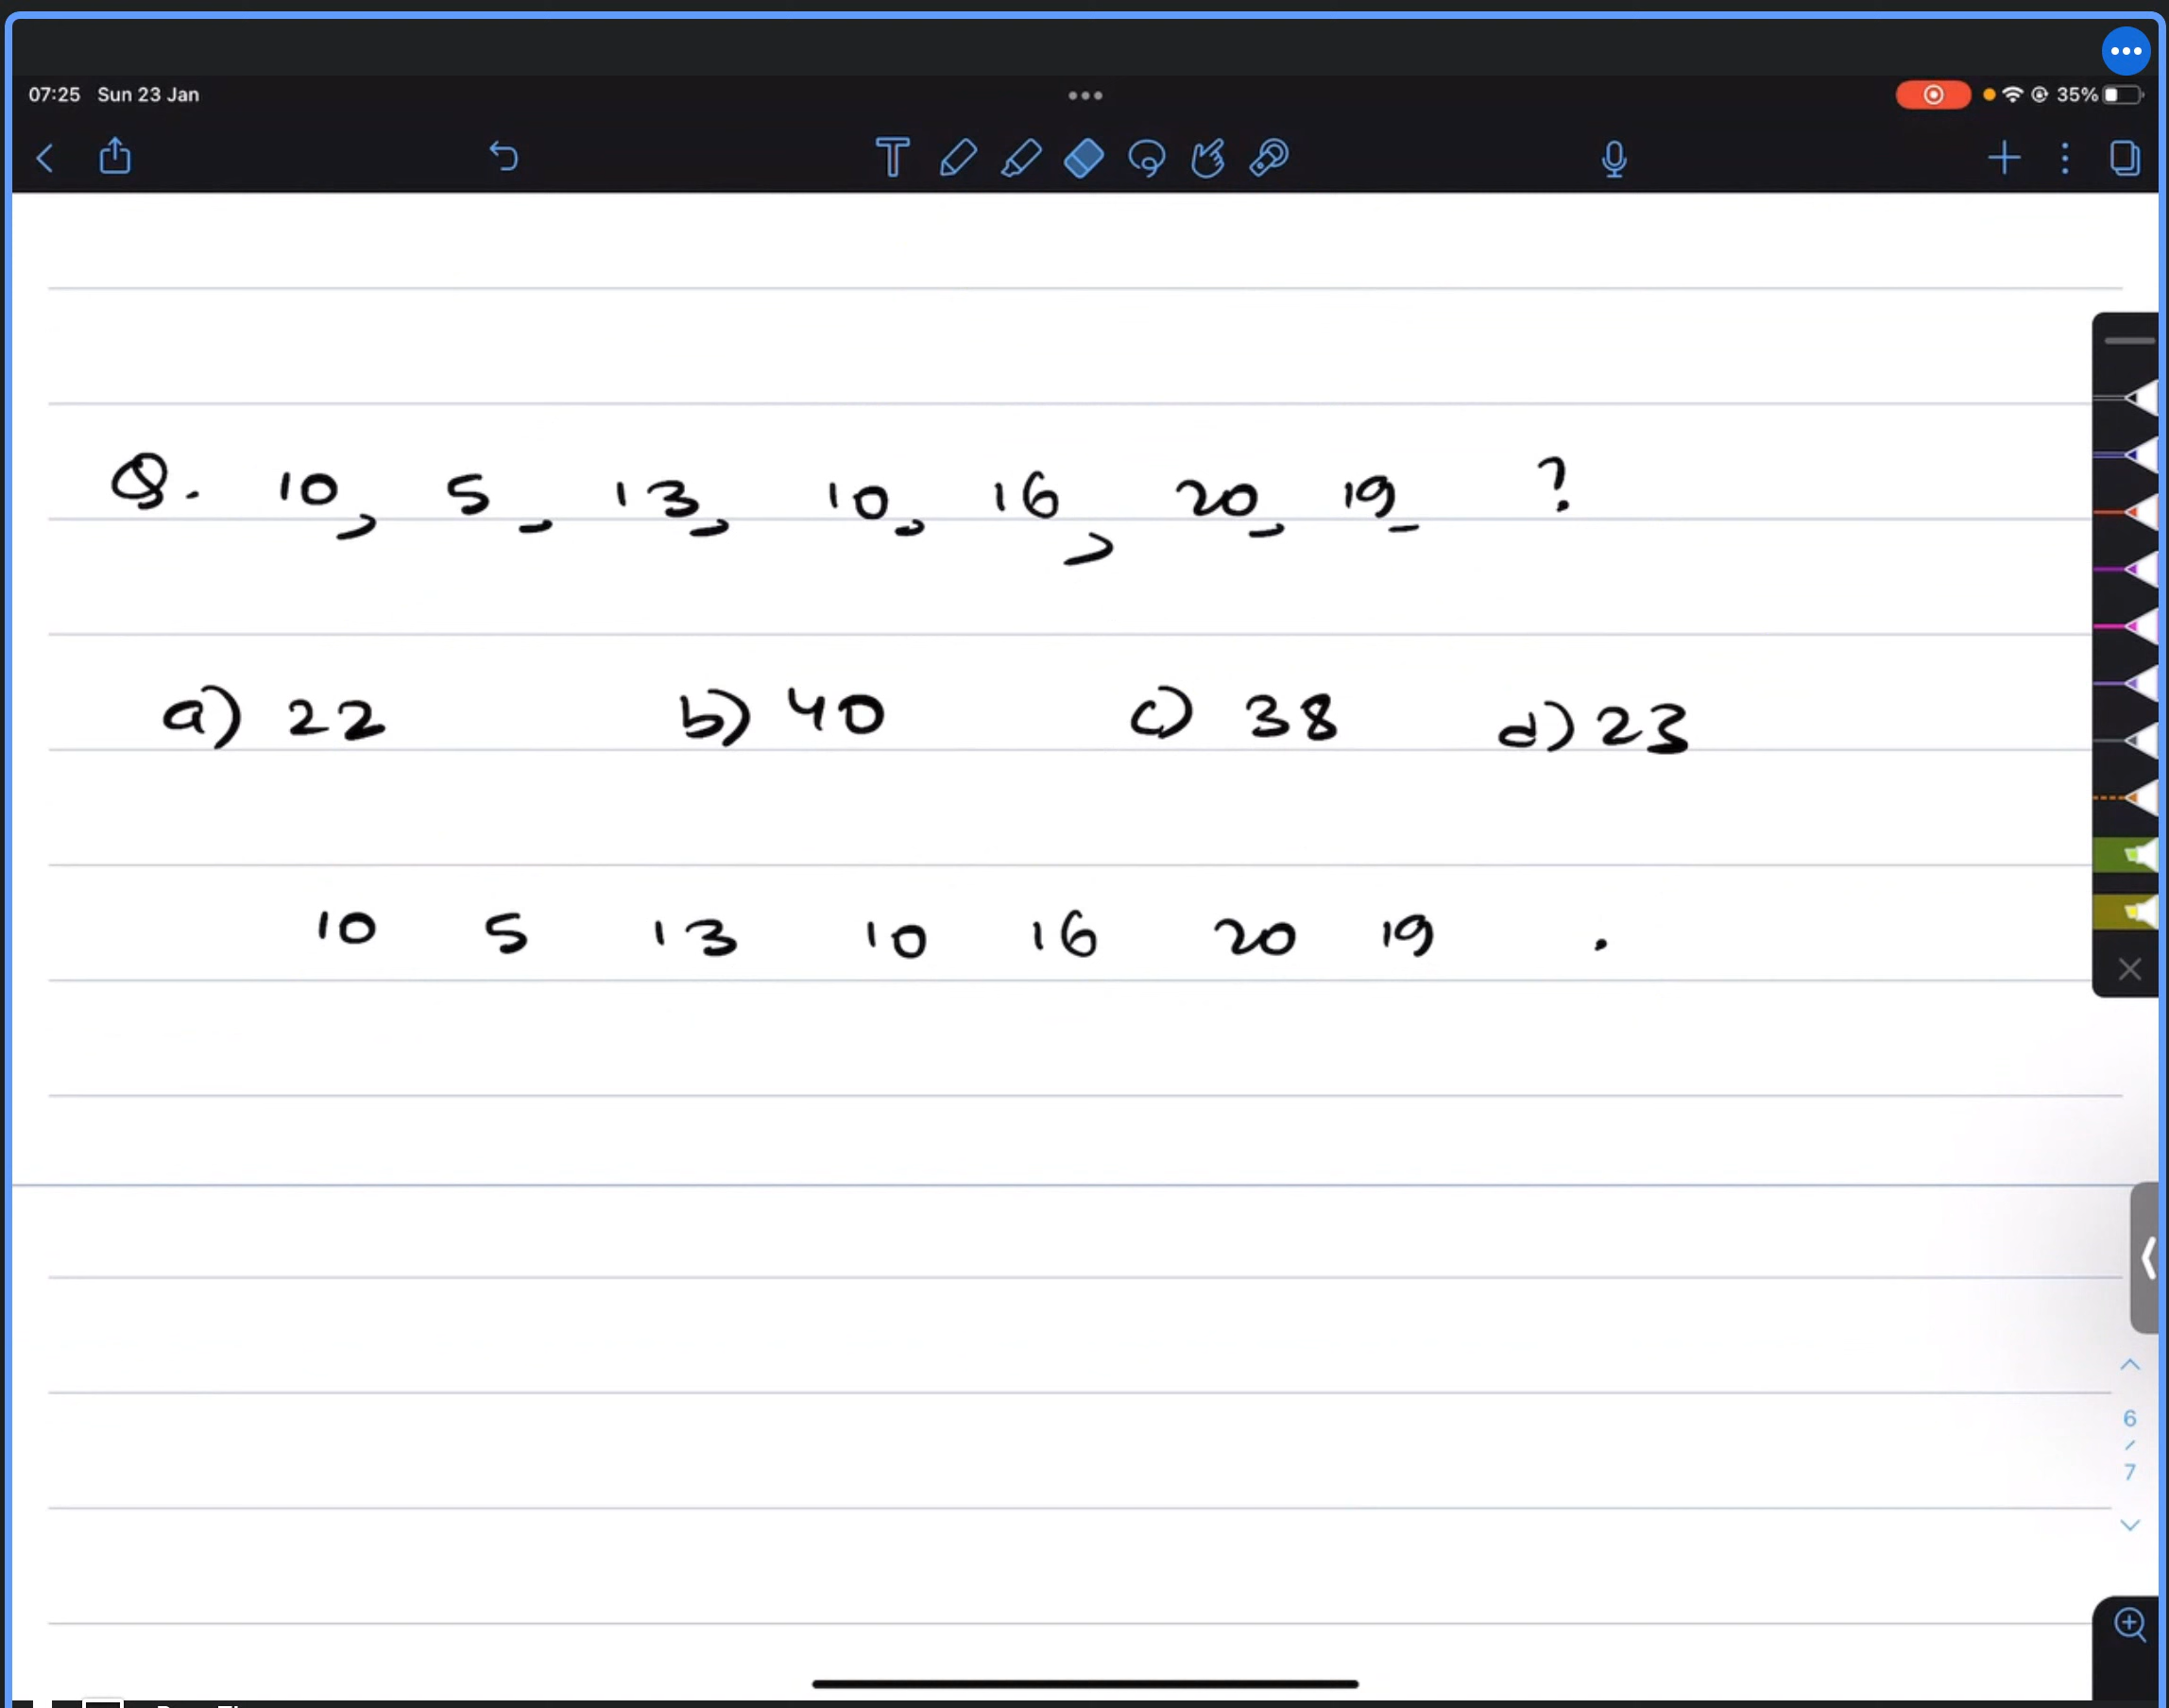 07:25 Sun 23 Jan 35%
Q. 10, 5, 13, 10, 16, 20, 19, ?
a) 22 b) 40 c) 38 d) 23
10 5 13 10 16 20 19 .
6
/
7